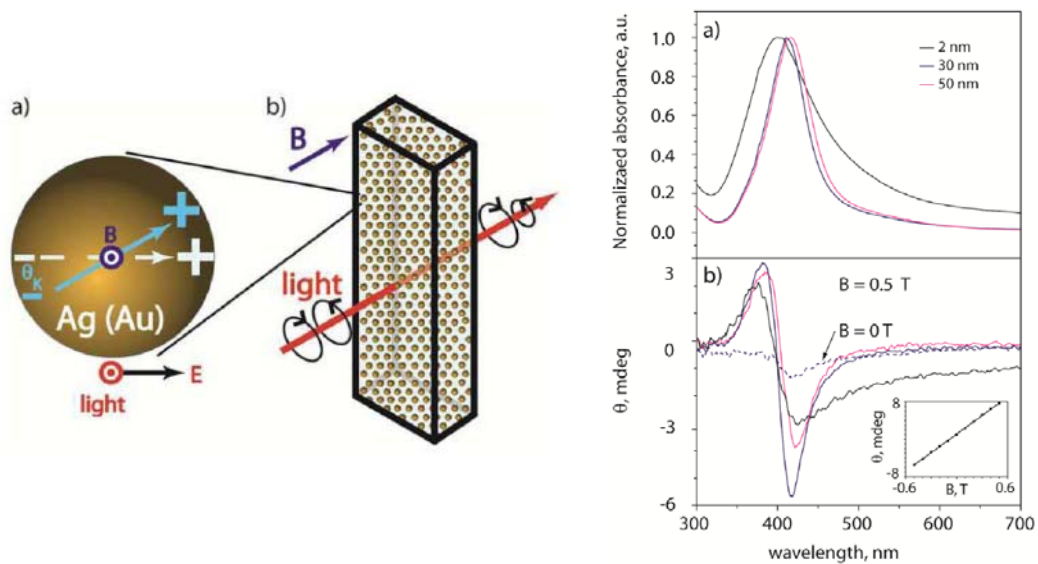 a)
b)
B
B
+
+
θK
Ag (Au)
E
light
light
a)
Normalizaed absorbance, a.u.
1.0
0.8
0.6
0.4
0.2
0.0
2 nm
30 nm
50 nm
b)
B = 0.5 T
B = 0 T
θ, mdeg
3
0
-3
-6
θ, mdeg
8
-8
-0.6
B, T
0.6
300 400 500 600 700
wavelength, nm